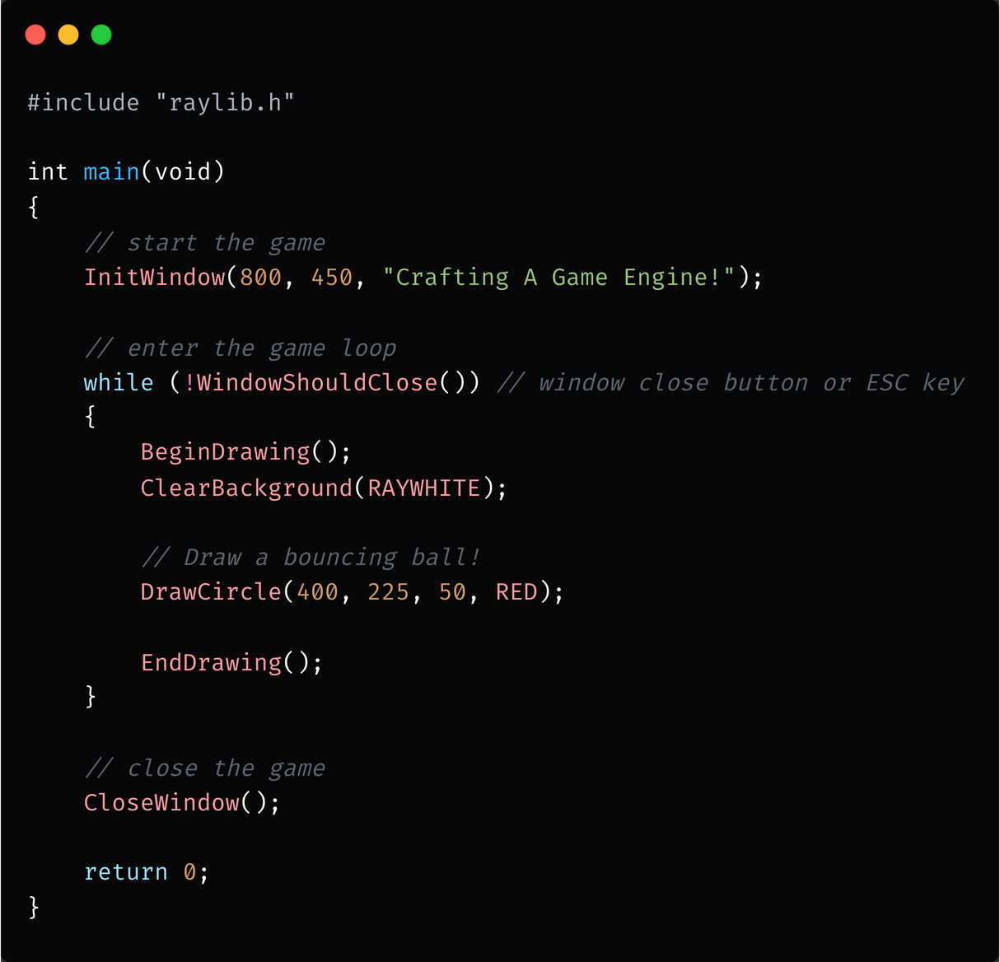 #include "raylib.h"
int main(void)
{
// start the game
InitWindow(800, 450, "Crafting A Game Engine!");
// enter the game loop
while (!WindowShouldClose()) // window close button or ESC key
{
BeginDrawing();
ClearBackground(RAYWHITE);
// Draw a bouncing ball!
DrawCircle(400, 225, 50, RED);
EndDrawing();
}
// close the game
CloseWindow();
return 0;
}